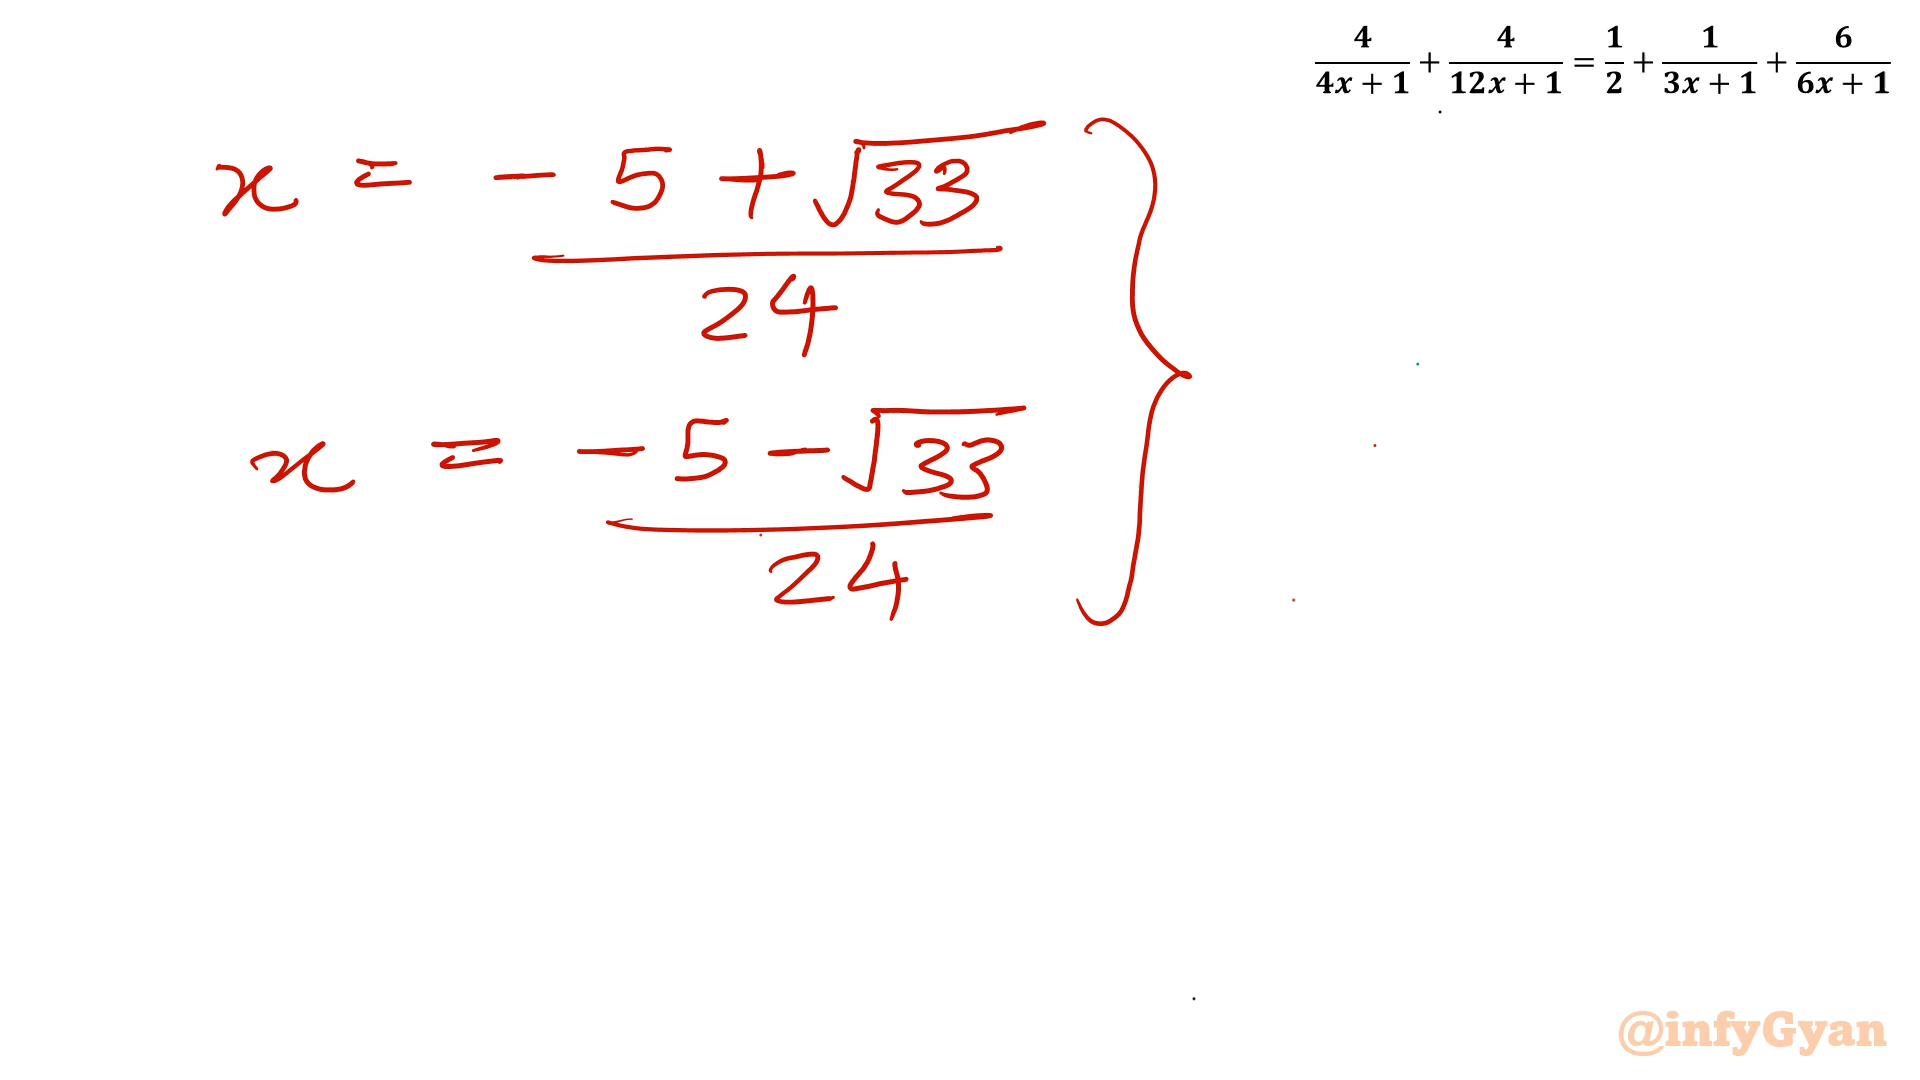 4/(4x + 1) + 4/(12x + 1) = 1/2 + 1/(3x + 1) + 6/(6x + 1)
x = (-5 + √33)/24
x = (-5 - √33)/24
@infyGyan